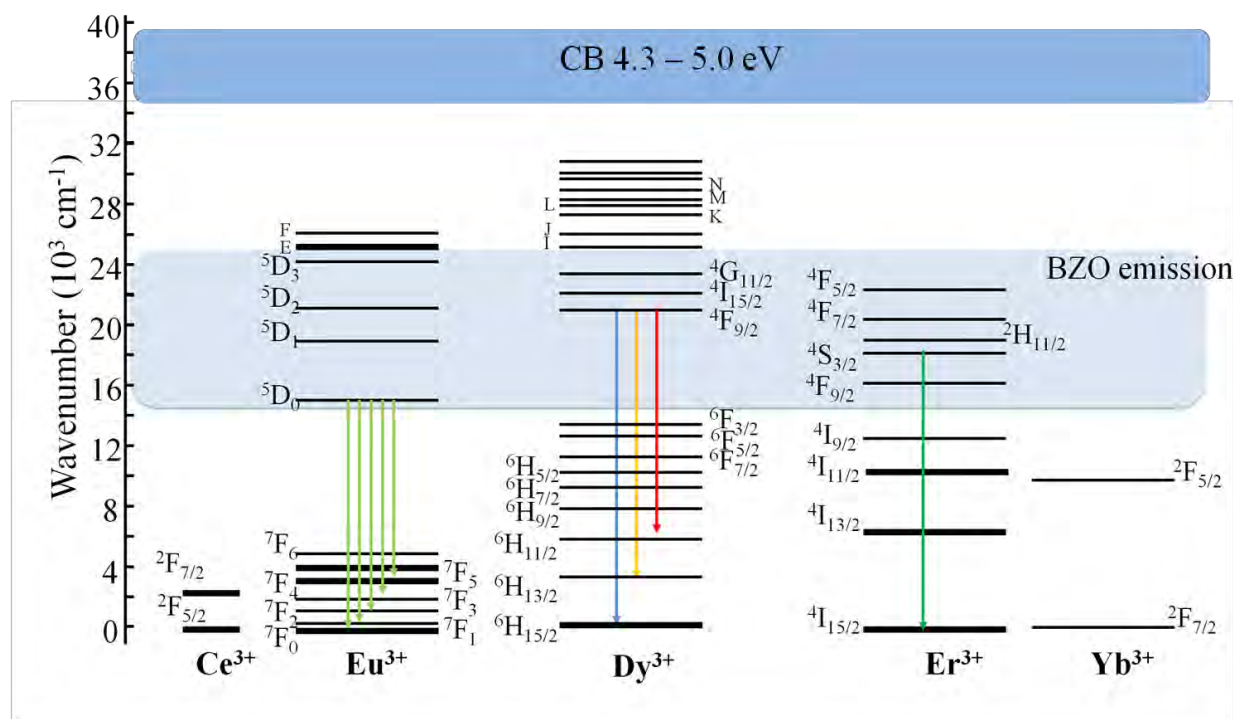 40
CB 4.3 – 5.0 eV
36
32
28
24
20
16
12
8
4
0
Wavenumber (10³ cm⁻¹)
BZO emission
²F₇/₂
²F₅/₂
Ce³⁺
F
E
⁵D₃
⁵D₂
⁵D₁
⁵D₀
⁷F₆
⁷F₅
⁷F₄
⁷F₃
⁷F₂
⁷F₁
⁷F₀
Eu³⁺
N
M
L
K
J
I
⁴G₁₁/₂
⁴I₁₅/₂
⁴F₉/₂
⁶F₃/₂
⁶F₅/₂
⁶F₇/₂
⁶H₅/₂
⁶H₇/₂
⁶H₉/₂
⁶H₁₁/₂
⁶H₁₃/₂
⁶H₁₅/₂
Dy³⁺
⁴F₅/₂
⁴F₇/₂
²H₁₁/₂
⁴S₃/₂
⁴F₉/₂
⁴I₉/₂
⁴I₁₁/₂
⁴I₁₃/₂
⁴I₁₅/₂
Er³⁺
²F₅/₂
²F₇/₂
Yb³⁺